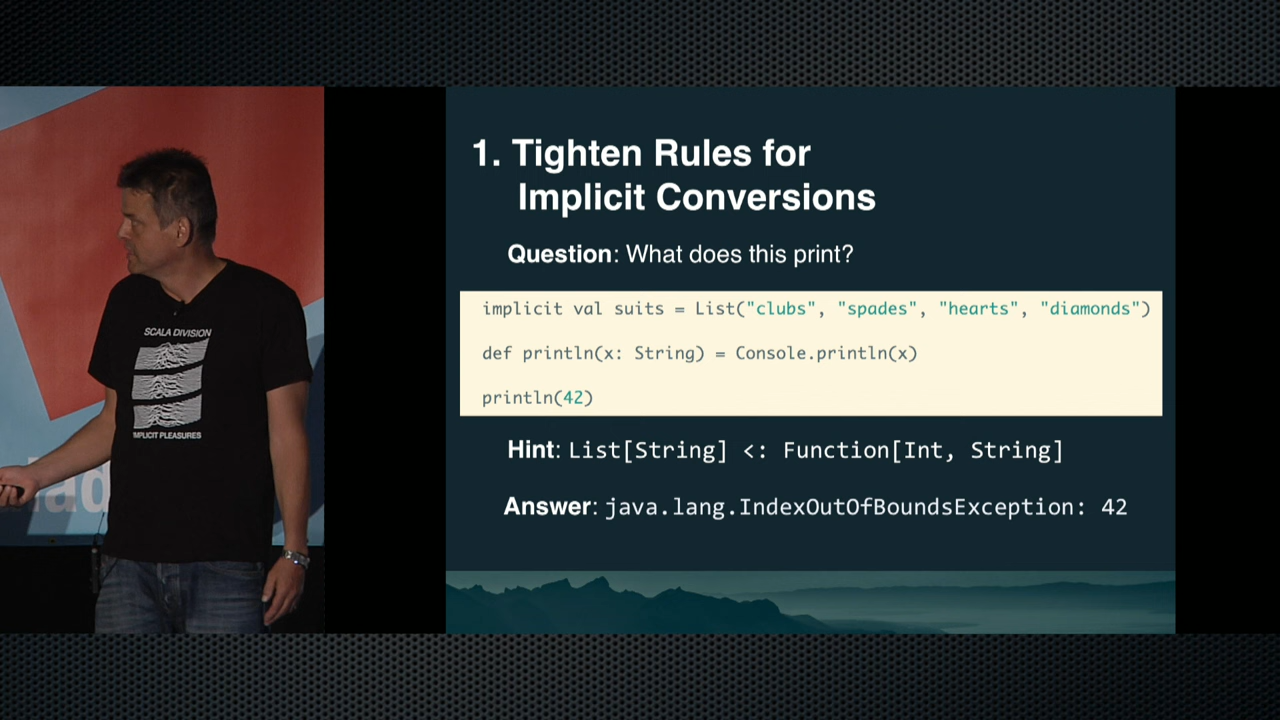 SCALA DIVISION
IMPLICIT PLEASURES
1. Tighten Rules for
Implicit Conversions
Question: What does this print?
implicit val suits = List("clubs", "spades", "hearts", "diamonds")
def println(x: String) = Console.println(x)
println(42)
Hint: List[String] <: Function[Int, String]
Answer: java.lang.IndexOutOfBoundsException: 42